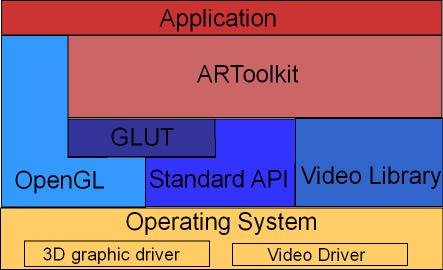 Application
ARToolkit
GLUT
OpenGL
Standard API
Video Library
Operating System
3D graphic driver
Video Driver